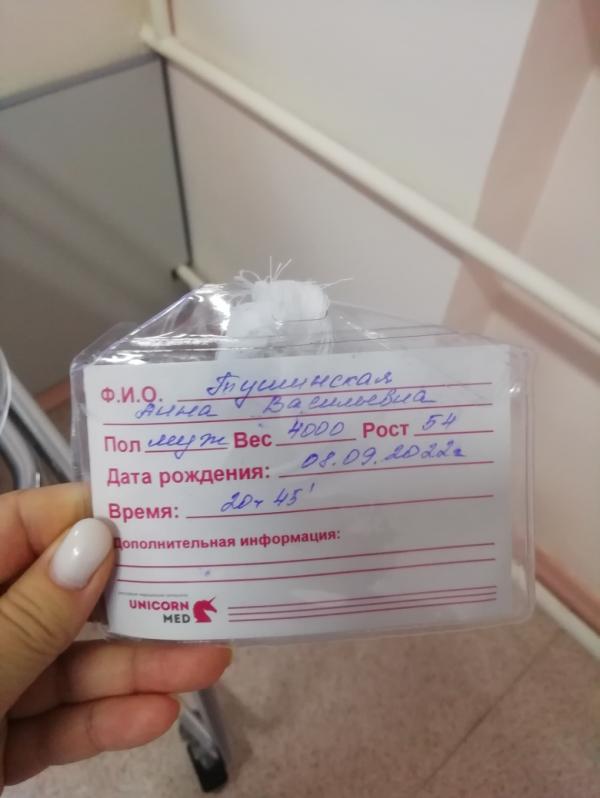 Ф.И.О. Тушинская
Анна Васильевна
Пол муж Вес 4000 Рост 54
Дата рождения: 08.09.2022г
Время: 20ч 45'
Дополнительная информация:
UNICORN
MED